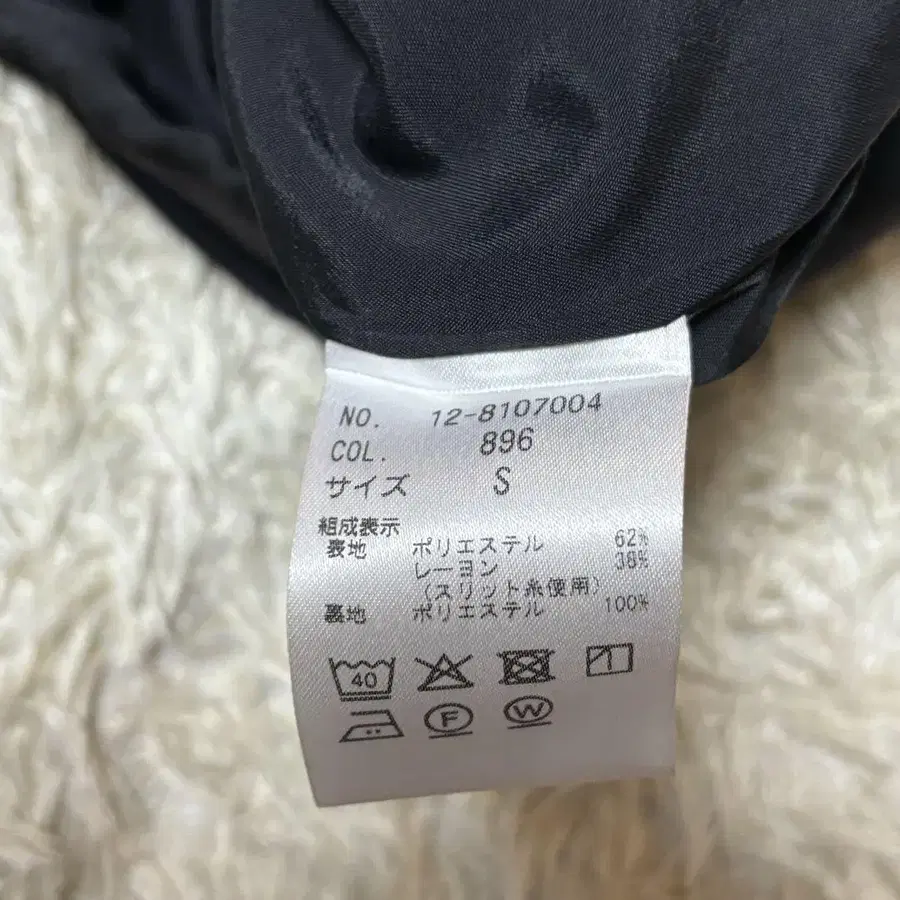 NO. 12-8107004
COL. 896
サイズ S
組成表示
表地 ポリエステル 62%
レーヨン 38%
(スリット糸使用)
裏地 ポリエステル 100%
40
F W